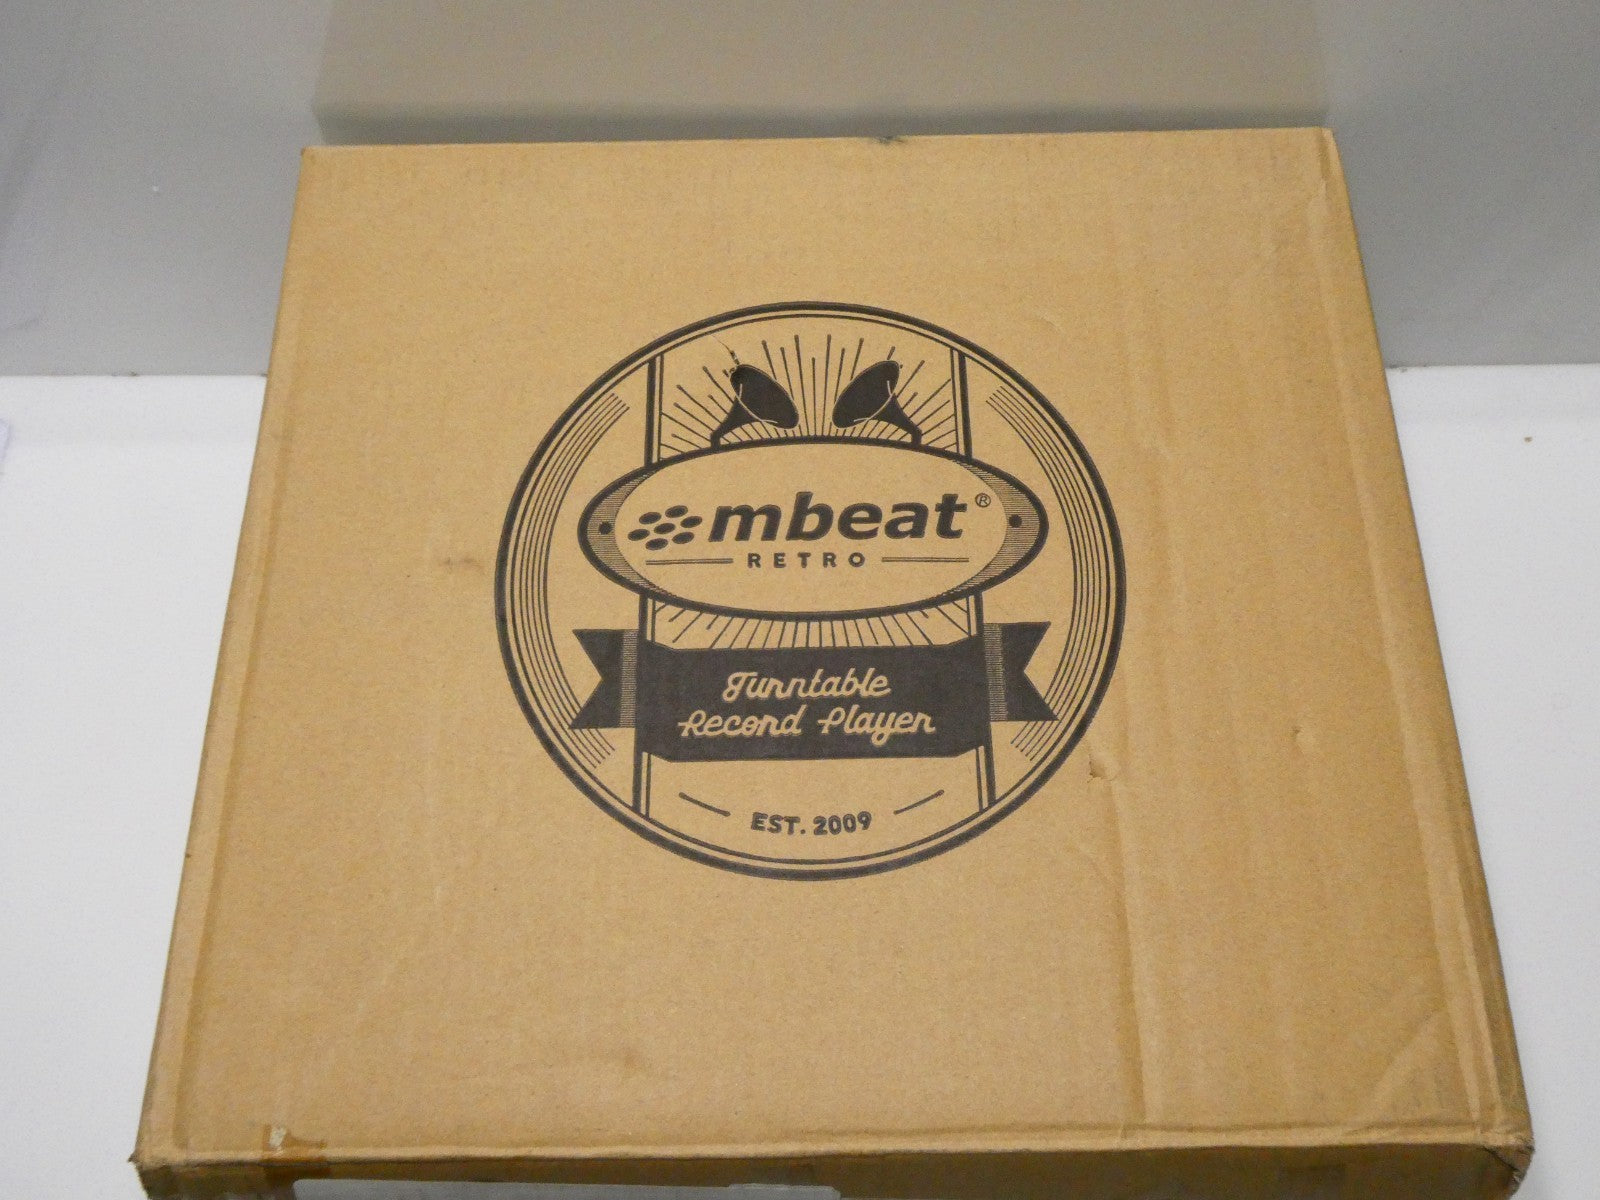 mbeat®
RETRO
Turntable
Record Player
EST. 2009